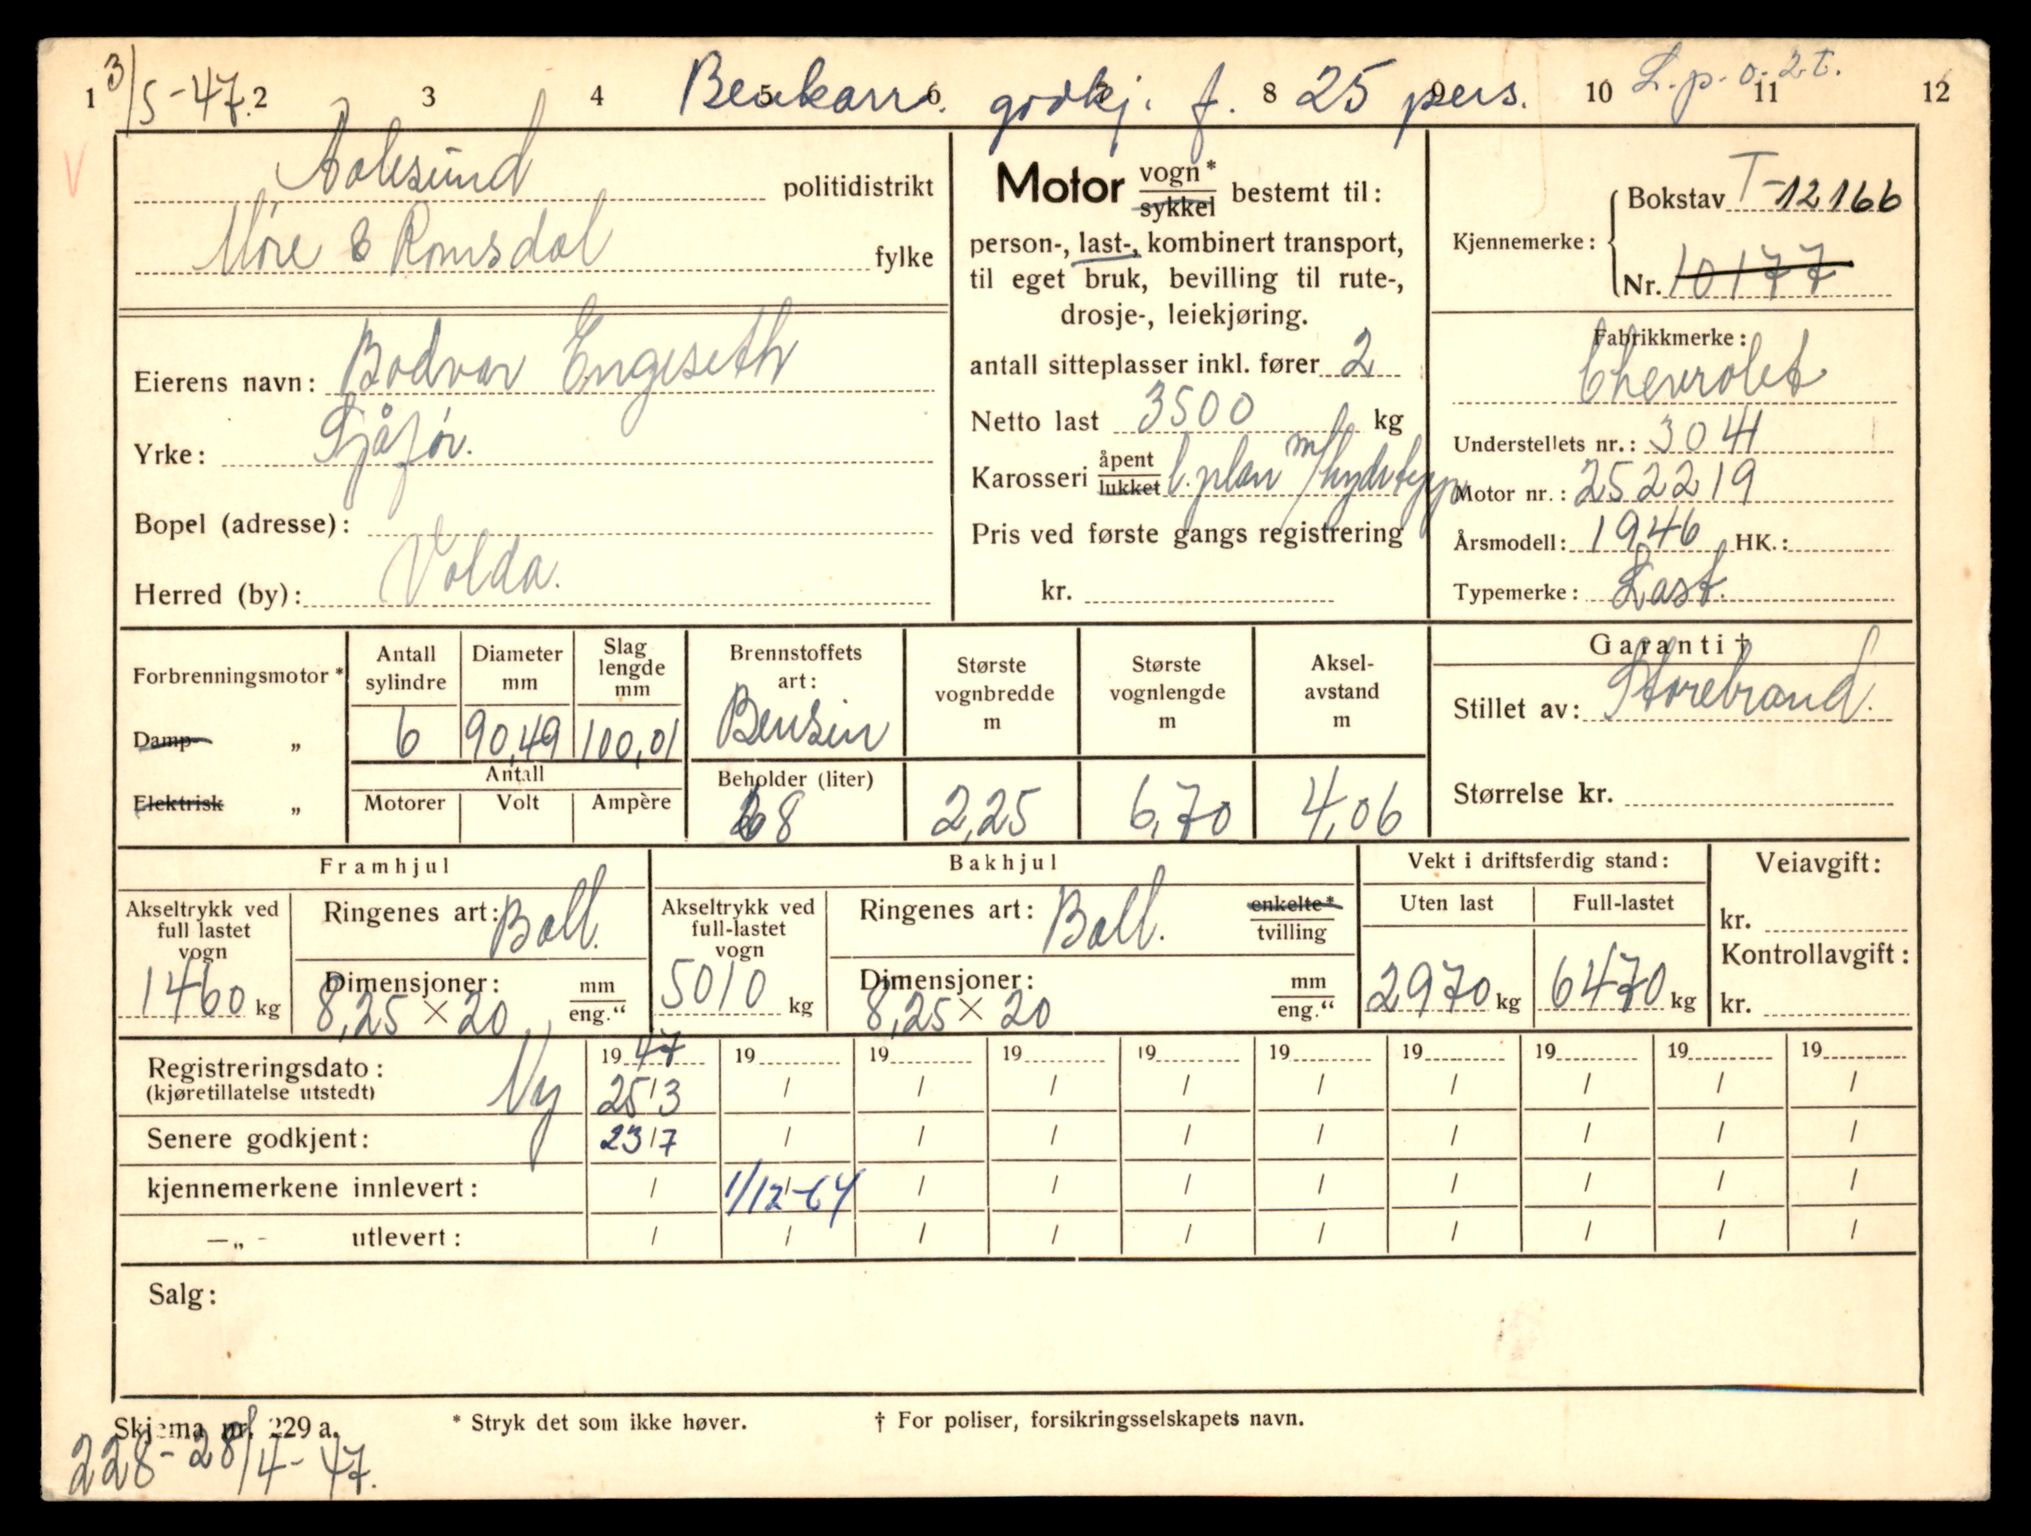 3/5-47. Benkarr. godkj. f. 25 pers. L.p.o.2t.
1 2 3 4 5 6 7 8 9 10 11 12
Aalesund politidistrikt
Møre & Romsdal fylke
Eierens navn: Bodvar Engeseth
Yrke: Sjåfør.
Bopel (adresse):
Herred (by): Volda.
Motor vogn* sykkel bestemt til:
person-, last-, kombinert transport,
til eget bruk, bevilling til rute-,
drosje-, leiekjøring.
antall sitteplasser inkl. fører 2
Netto last 3500 kg
Karosseri åpent lukket l.plan m/hydr.tipp
Pris ved første gangs registrering
kr.
Kjennemerke: Bokstav T-12166
Nr. 10177
Fabrikkmerke:
Chevrolet
Understellets nr.: 3041
Motor nr.: 252219
Årsmodell: 1946 HK.:
Typemerke: Last.
Forbrenningsmotor*
Damp- „
Elektrisk „
Antall sylindre 6
Diameter mm 90,49
Slag lengde mm 100,01
Antall
Motorer Volt Ampère
Brennstoffets art: Bensin
Beholder (liter) 68
Største vognbredde m 2,25
Største vognlengde m 6,70
Aksel-avstand m 4,06
Garanti †
Stillet av: Storebrand.
Størrelse kr.
Framhjul
Akseltrykk ved full lastet vogn 1460 kg
Ringenes art: Ball.
Dimensjoner: 8,25 × 20 mm eng.“
Bakhjul
Akseltrykk ved full-lastet vogn 5010 kg
Ringenes art: Ball. enkelte* tvilling
Dimensjoner: 8,25 × 20 mm eng.“
Vekt i driftsferdig stand:
Uten last 2970 kg
Full-lastet 6470 kg
Veiavgift:
kr.
Kontrollavgift:
kr.
19 47 19 19 19 19 19 19 19 19 19
Registreringsdato: Ny 25/3 / / / / / / / / /
(kjøretillatelse utstedt)
Senere godkjent: 23/7 / / / / / / / / /
kjennemerkene innlevert: / 1/12-64 / / / / / / / /
—„— utlevert: / / / / / / / / / /
Salg:
Skjema nr. 229 a. * Stryk det som ikke høver. † For poliser, forsikringsselskapets navn.
228-28/4-47.